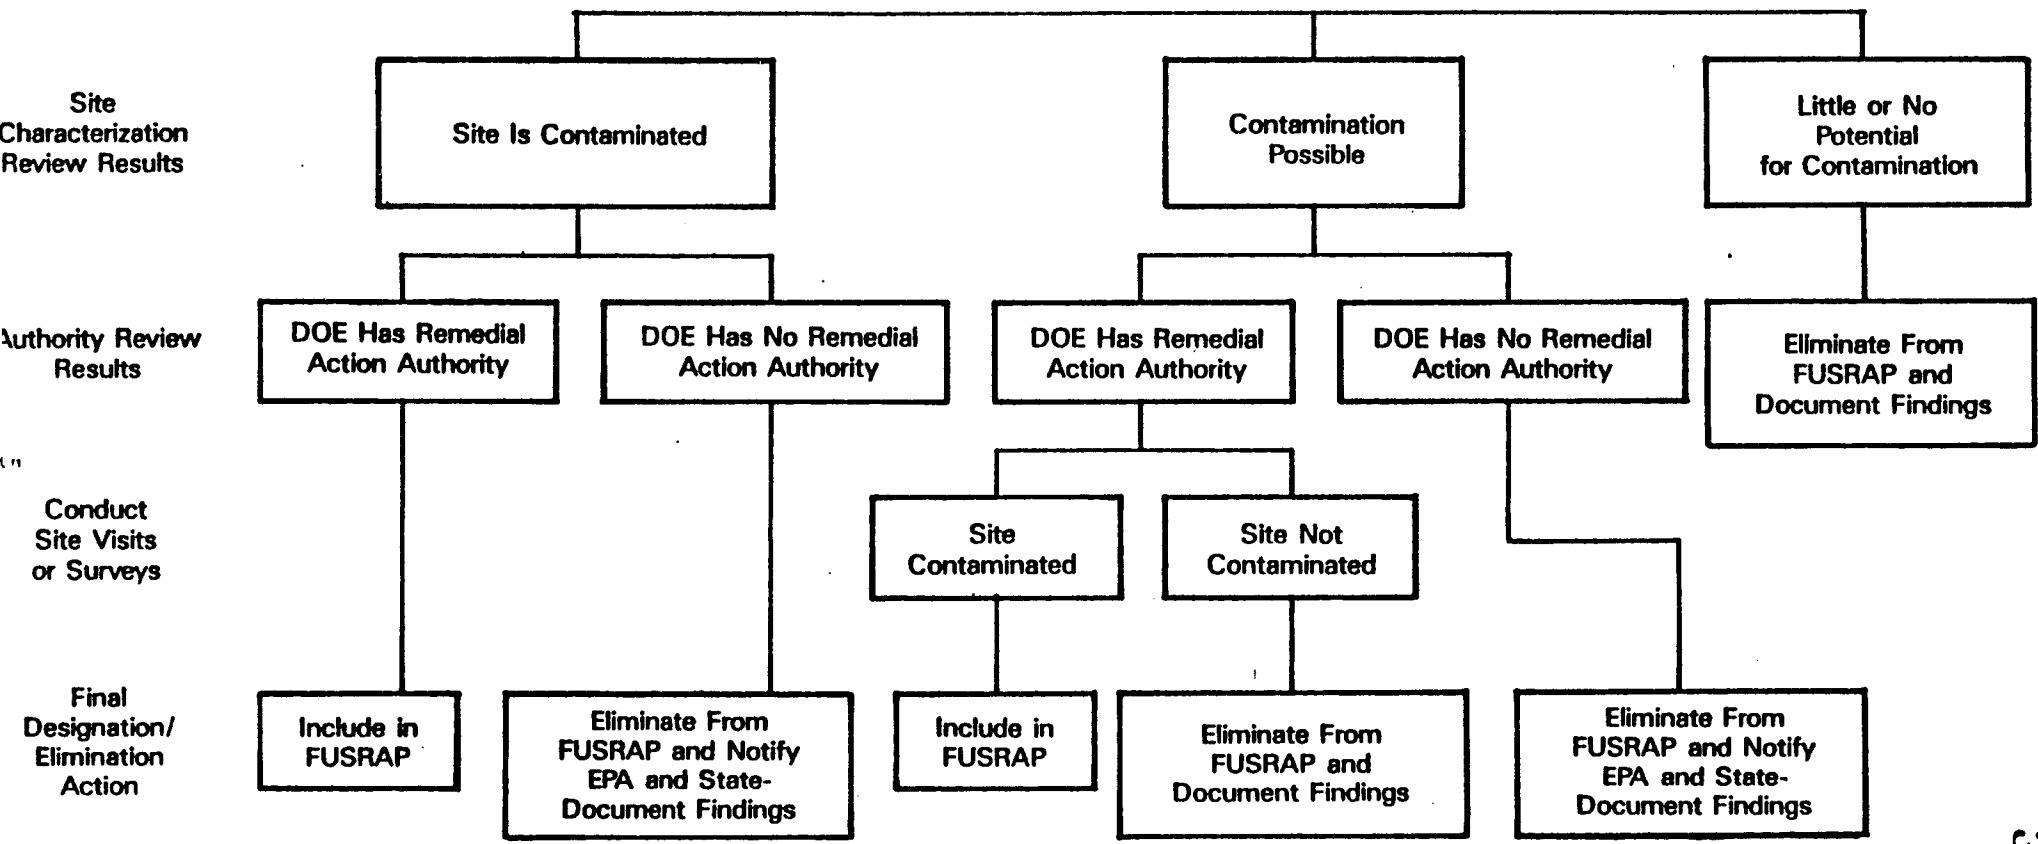 Site
Characterization
Review Results
Site Is Contaminated
Contamination
Possible
Little or No
Potential
for Contamination
Authority Review
Results
DOE Has Remedial
Action Authority
DOE Has No Remedial
Action Authority
DOE Has Remedial
Action Authority
DOE Has No Remedial
Action Authority
Eliminate From
FUSRAP and
Document Findings
Conduct
Site Visits
or Surveys
Site
Contaminated
Site Not
Contaminated
Final
Designation/
Elimination
Action
Include in
FUSRAP
Eliminate From
FUSRAP and Notify
EPA and State-
Document Findings
Include in
FUSRAP
Eliminate From
FUSRAP and
Document Findings
Eliminate From
FUSRAP and Notify
EPA and State-
Document Findings